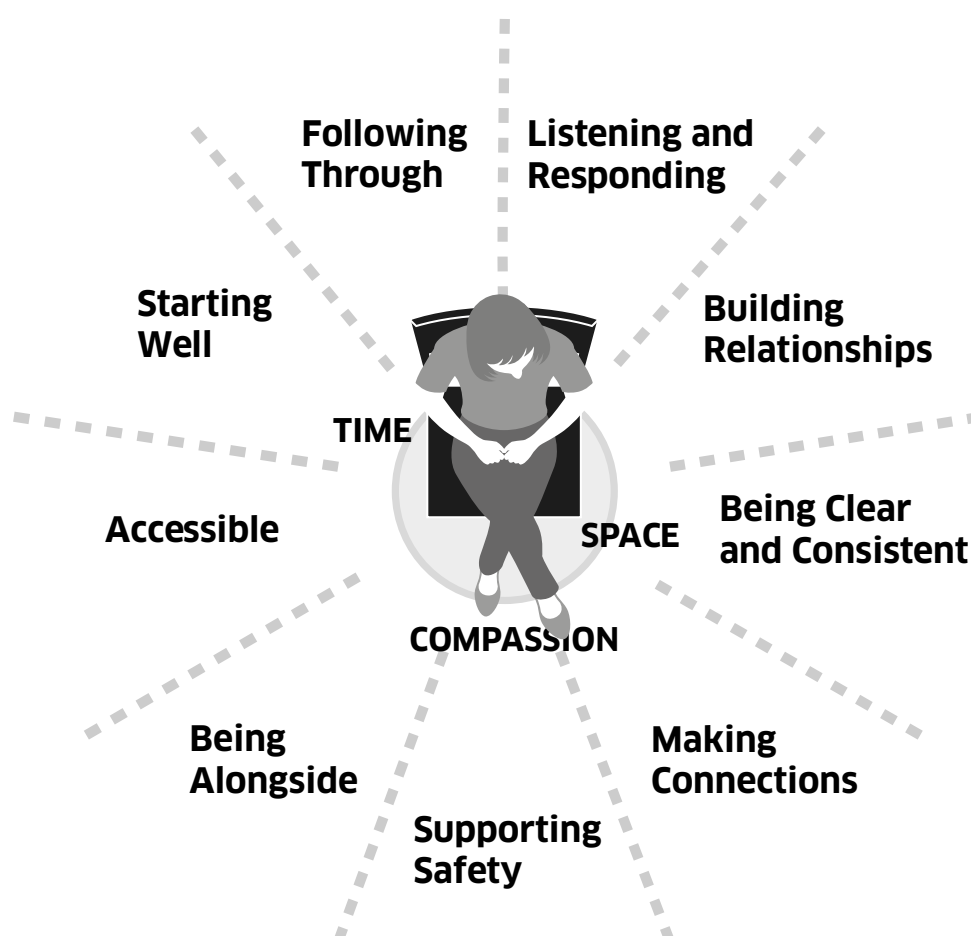 Following
Through
Listening and
Responding
Starting
Well
Building
Relationships
TIME
Accessible
SPACE
Being Clear
and Consistent
COMPASSION
Being
Alongside
Making
Connections
Supporting
Safety